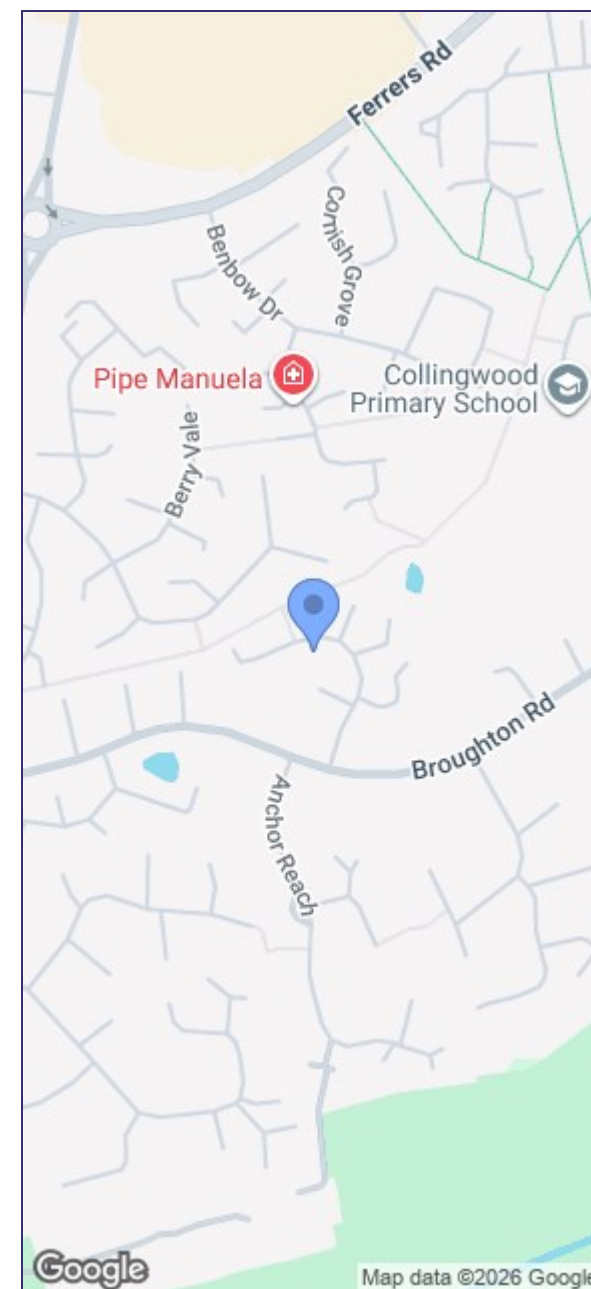 Ferrers Rd
Cornish Grove
Benbow Dr
Pipe Manuela
Collingwood
Primary School
Berry Vale
Broughton Rd
Anchor Reach
Google
Map data ©2026 Google